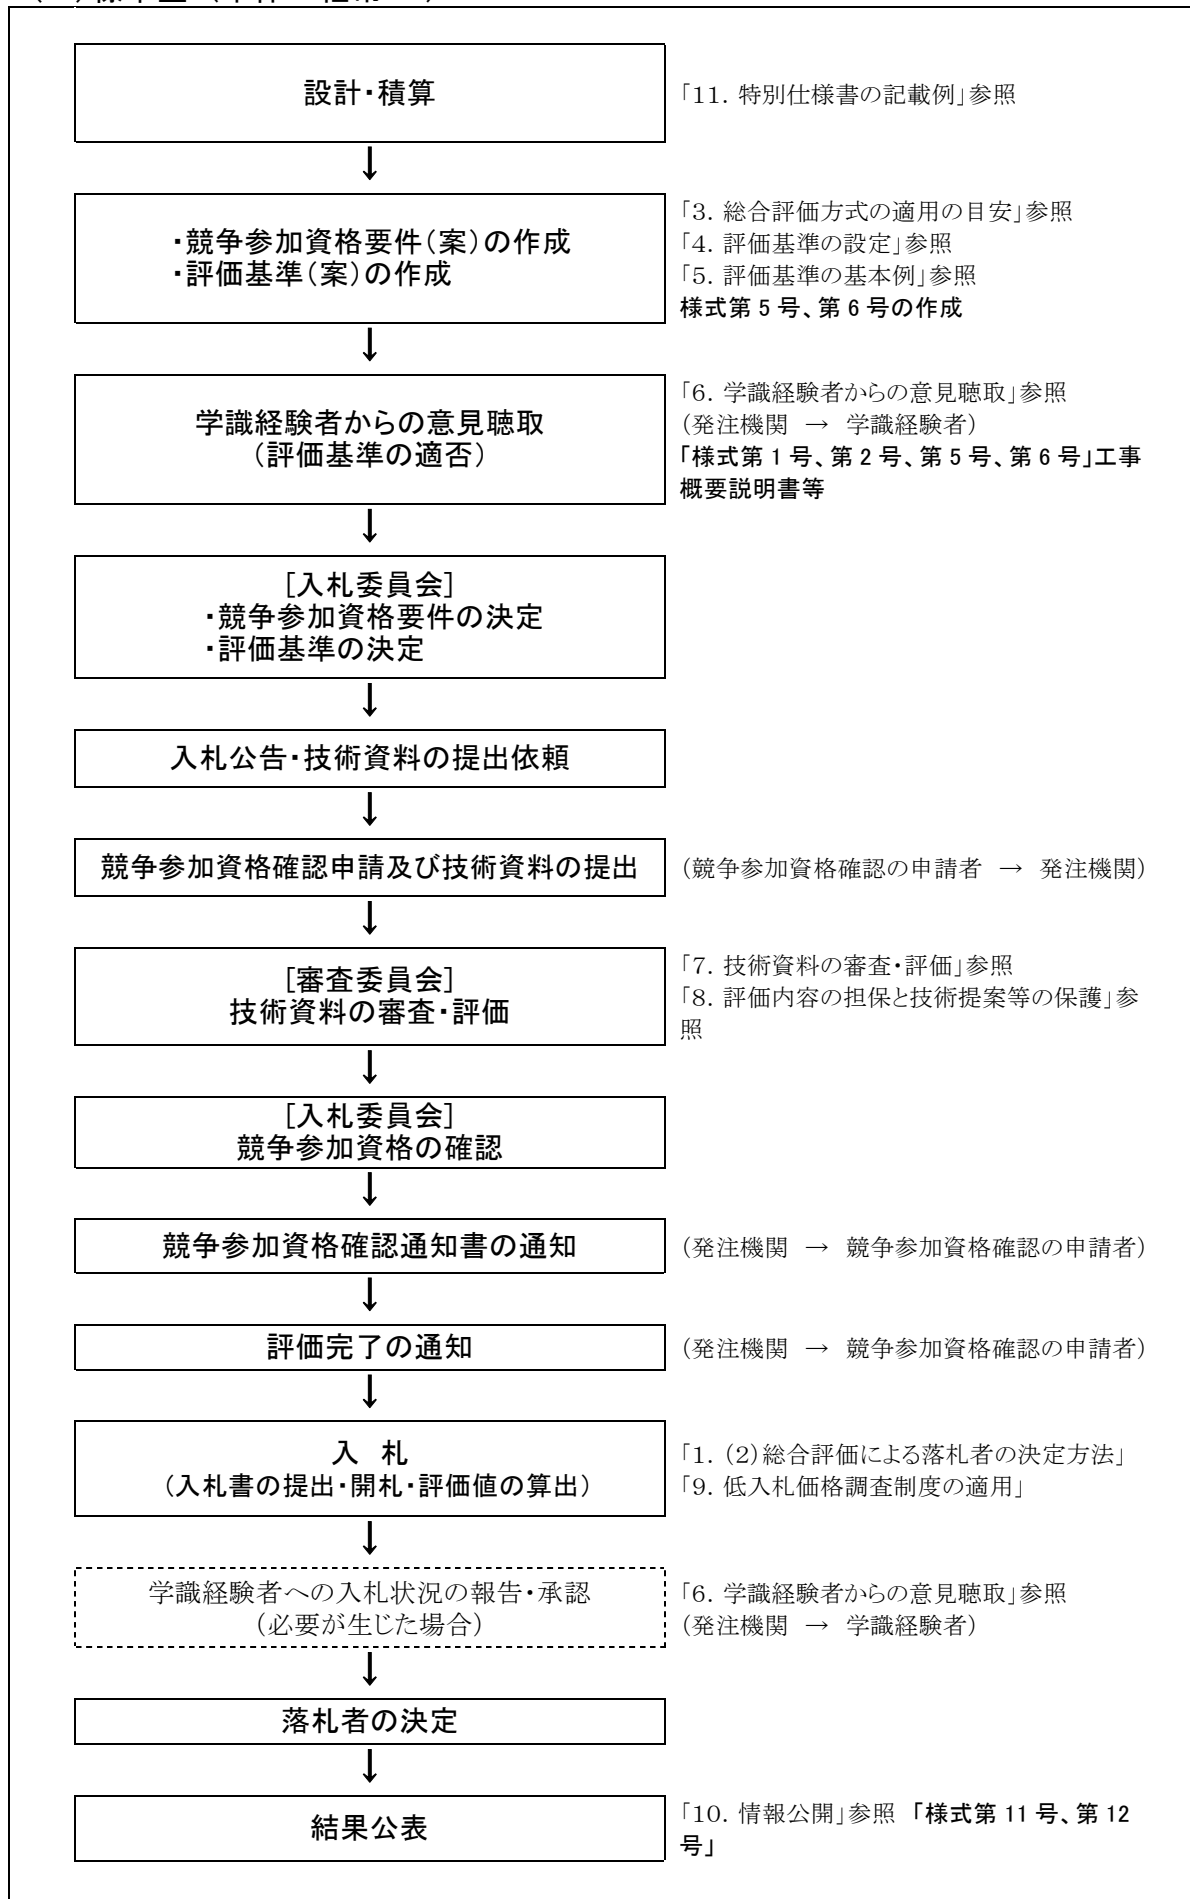 設計・積算
「11．特別仕様書の記載例」参照
・競争参加資格要件（案）の作成
・評価基準（案）の作成
「3．総合評価方式の適用の目安」参照
「4．評価基準の設定」参照
「5．評価基準の基本例」参照
様式第 5 号、第 6 号の作成
学識経験者からの意見聴取
（評価基準の適否）
「6．学識経験者からの意見聴取」参照
（発注機関 → 学識経験者）
「様式第 1 号、第 2 号、第 5 号、第 6 号」工事
概要説明書等
［入札委員会］
・競争参加資格要件の決定
・評価基準の決定
入札公告・技術資料の提出依頼
競争参加資格確認申請及び技術資料の提出
（競争参加資格確認の申請者 → 発注機関）
［審査委員会］
技術資料の審査・評価
「7．技術資料の審査・評価」参照
「8．評価内容の担保と技術提案等の保護」参
照
［入札委員会］
競争参加資格の確認
競争参加資格確認通知書の通知
（発注機関 → 競争参加資格確認の申請者）
評価完了の通知
（発注機関 → 競争参加資格確認の申請者）
入 札
（入札書の提出・開札・評価値の算出）
「1．（2）総合評価による落札者の決定方法」
「9．低入札価格調査制度の適用」
学識経験者への入札状況の報告・承認
（必要が生じた場合）
「6．学識経験者からの意見聴取」参照
（発注機関 → 学識経験者）
落札者の決定
結果公表
「10．情報公開」参照 「様式第 11 号、第 12
号」